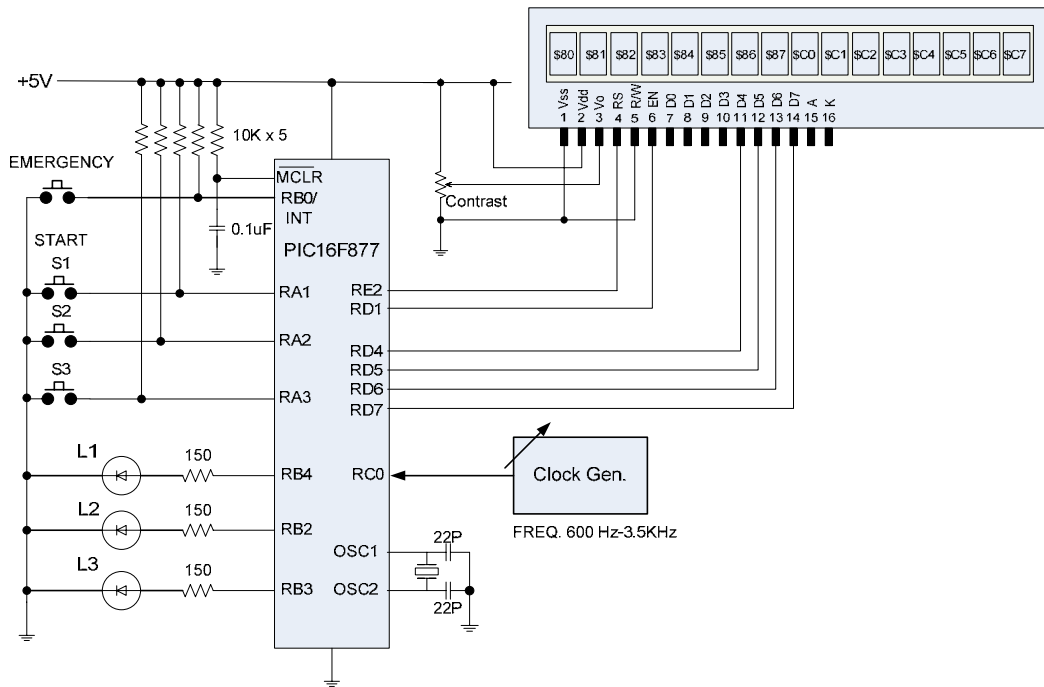 $80 $81 $82 $83 $84 $85 $86 $87 $C0 $C1 $C2 $C3 $C4 $C5 $C6 $C7
Vss Vdd Vo RS R/W EN D0 D1 D2 D3 D4 D5 D6 D7 A K
1 2 3 4 5 6 7 8 9 10 11 12 13 14 15 16
+5V
10K x 5
EMERGENCY
MCLR
RB0/
INT
Contrast
0.1uF
START
PIC16F877
S1
RA1
RE2
RD1
S2
RA2
RD4
RD5
S3
RA3
RD6
RD7
L1
150
RB4
RC0
Clock Gen.
FREQ. 600 Hz-3.5KHz
L2
150
RB2
OSC1
22P
L3
150
RB3
OSC2
22P